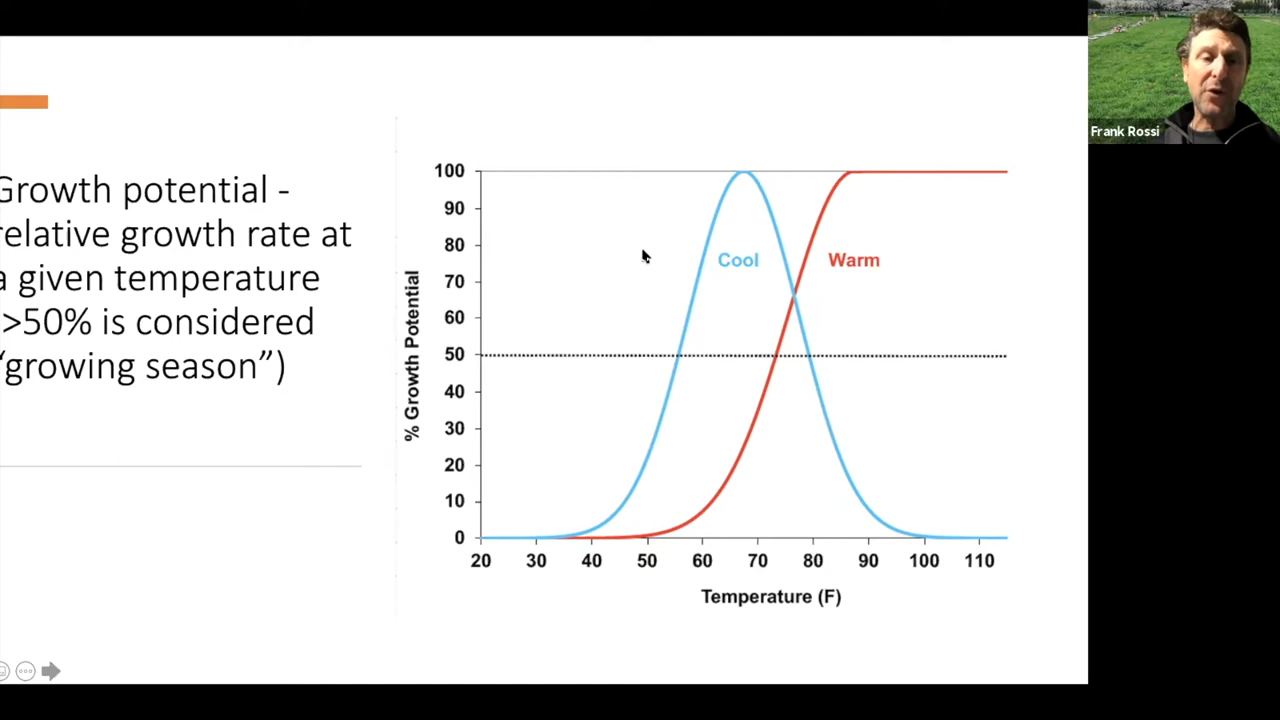 Growth potential -
relative growth rate at
a given temperature
>50% is considered
“growing season”)
% Growth Potential
100
90
80
70
60
50
40
30
20
10
0
Cool
Warm
20 30 40 50 60 70 80 90 100 110
Temperature (F)
Frank Rossi